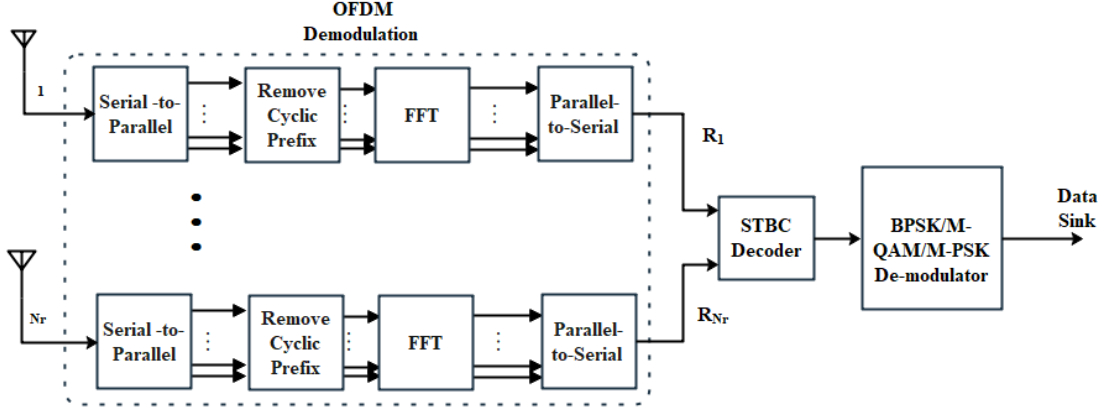 OFDM
Demodulation
1
Serial -to-
Parallel
Remove
Cyclic
Prefix
FFT
Parallel-
to-Serial
R1
STBC
Decoder
BPSK/M-
QAM/M-PSK
De-modulator
Data
Sink
Nr
Serial -to-
Parallel
Remove
Cyclic
Prefix
FFT
Parallel-
to-Serial
RNr